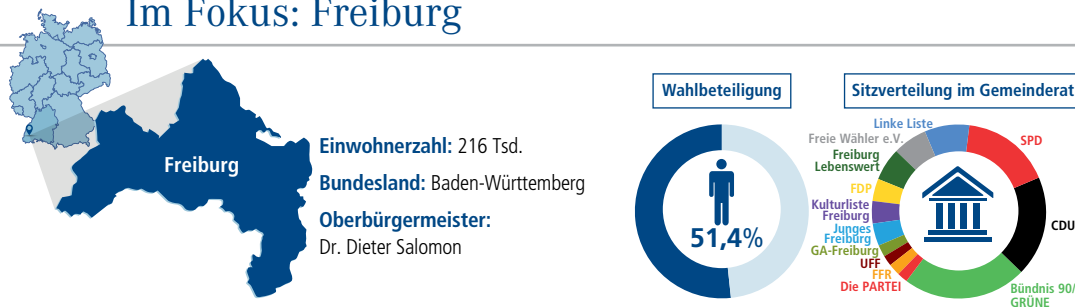 Im Fokus: Freiburg
Freiburg
Einwohnerzahl: 216 Tsd.
Bundesland: Baden-Württemberg
Oberbürgermeister:
Dr. Dieter Salomon
Wahlbeteiligung
51,4%
Sitzverteilung im Gemeinderat
Linke Liste
Freie Wähler e.V.
Freiburg
Lebenswert
FDP
Kulturliste
Freiburg
Junges
Freiburg
GA-Freiburg
UFF
FFR
Die PARTEI
SPD
CDU
Bündnis 90/
GRÜNE